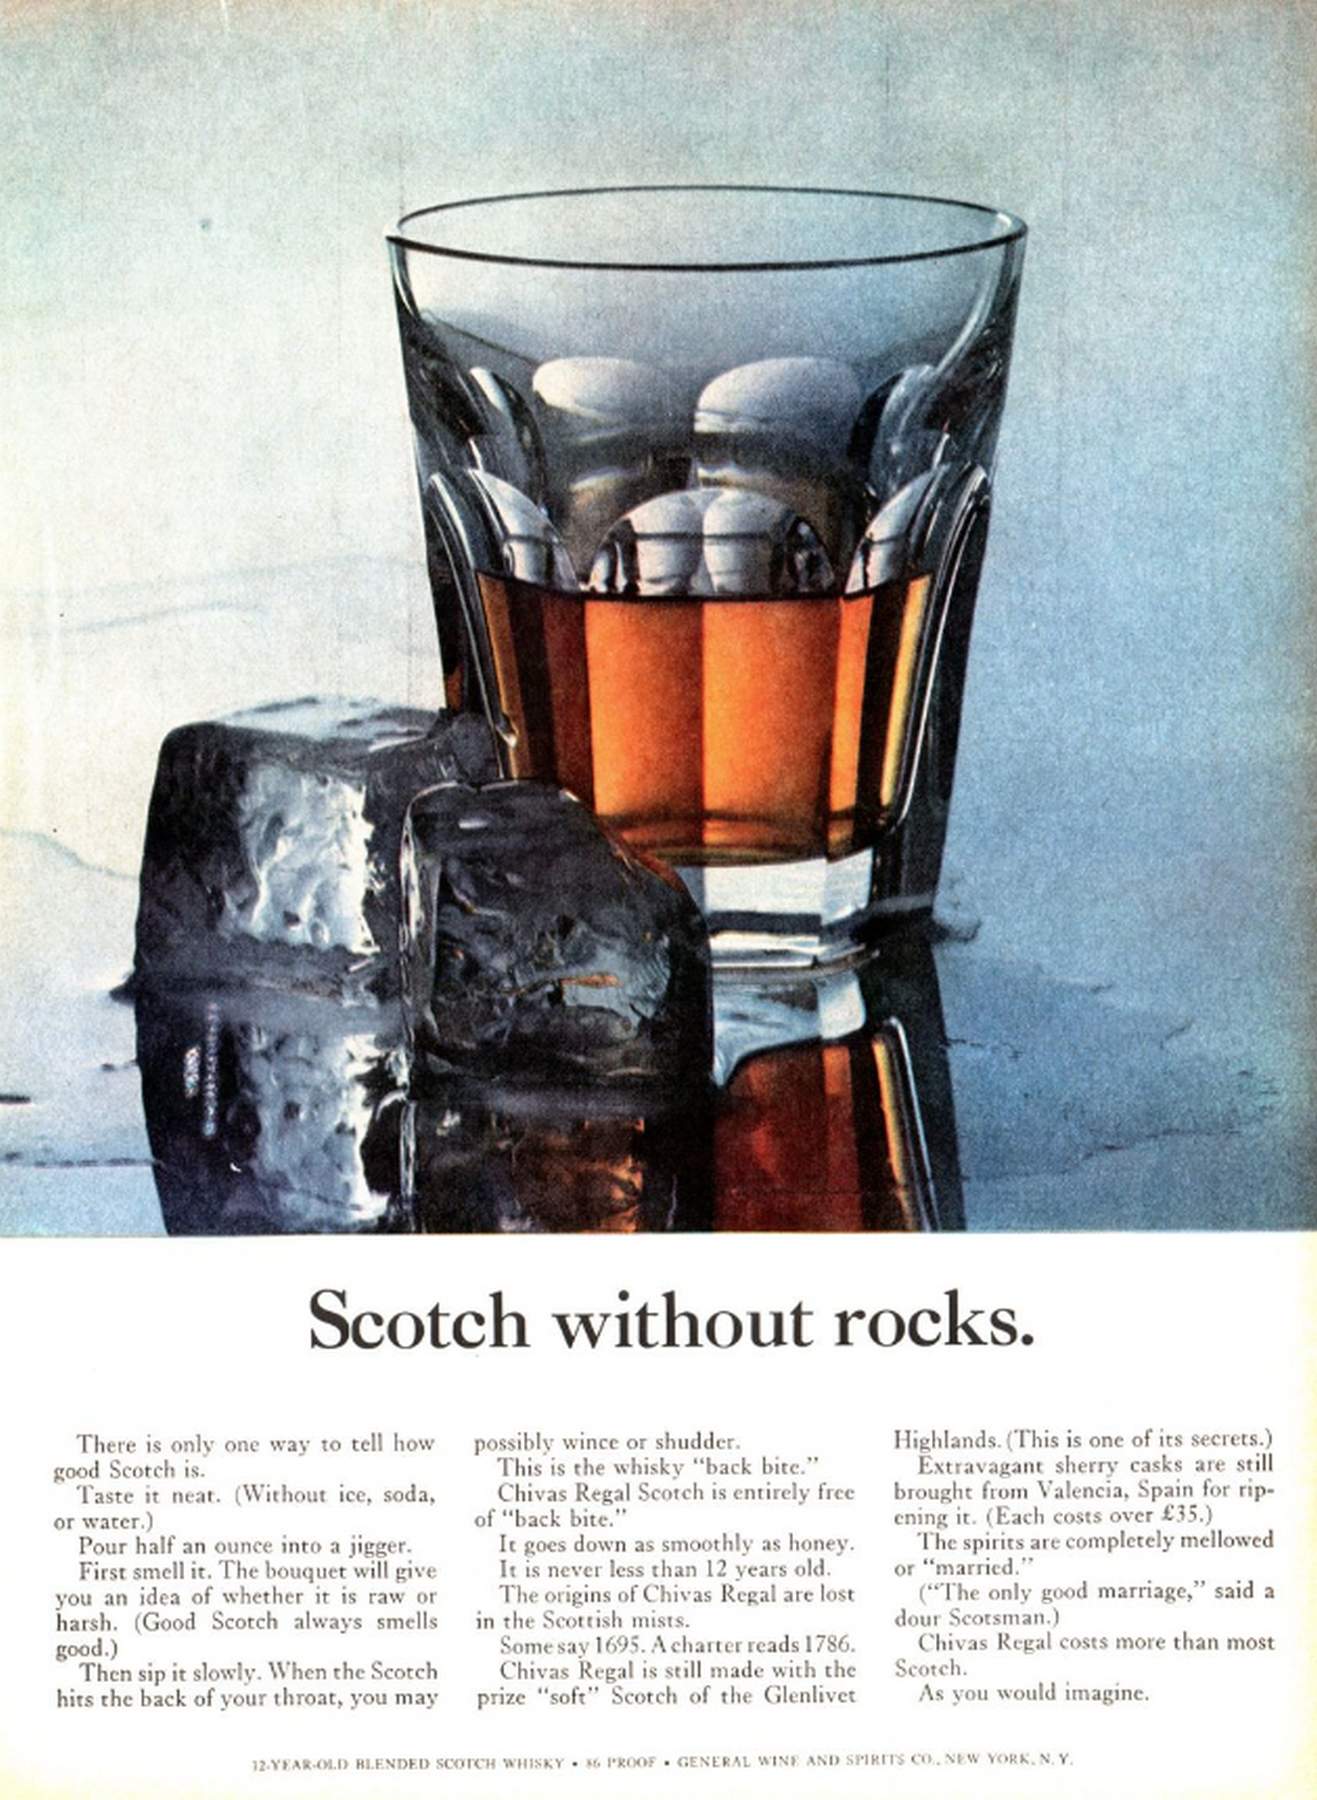 Scotch without rocks.
There is only one way to tell how
good Scotch is.
Taste it neat. (Without ice, soda,
or water.)
Pour half an ounce into a jigger.
First smell it. The bouquet will give
you an idea of whether it is raw or
harsh. (Good Scotch always smells
good.)
Then sip it slowly. When the Scotch
hits the back of your throat, you may
possibly wince or shudder.
This is the whisky “back bite.”
Chivas Regal Scotch is entirely free
of “back bite.”
It goes down as smoothly as honey.
It is never less than 12 years old.
The origins of Chivas Regal are lost
in the Scottish mists.
Some say 1695. A charter reads 1786.
Chivas Regal is still made with the
prize “soft” Scotch of the Glenlivet
Highlands. (This is one of its secrets.)
Extravagant sherry casks are still
brought from Valencia, Spain for rip-
ening it. (Each costs over £35.)
The spirits are completely mellowed
or “married.”
(“The only good marriage,” said a
dour Scotsman.)
Chivas Regal costs more than most
Scotch.
As you would imagine.
12-YEAR-OLD BLENDED SCOTCH WHISKY • 86 PROOF • GENERAL WINE AND SPIRITS CO., NEW YORK, N. Y.